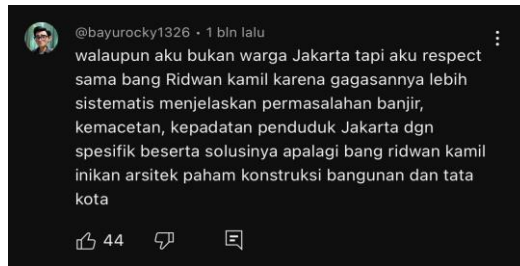 @bayurocky1326 • 1 bln lalu
walaupun aku bukan warga Jakarta tapi aku respect
sama bang Ridwan kamil karena gagasannya lebih
sistematis menjelaskan permasalahan banjir,
kemacetan, kepadatan penduduk Jakarta dgn
spesifik beserta solusinya apalagi bang ridwan kamil
inikan arsitek paham konstruksi bangunan dan tata
kota
44